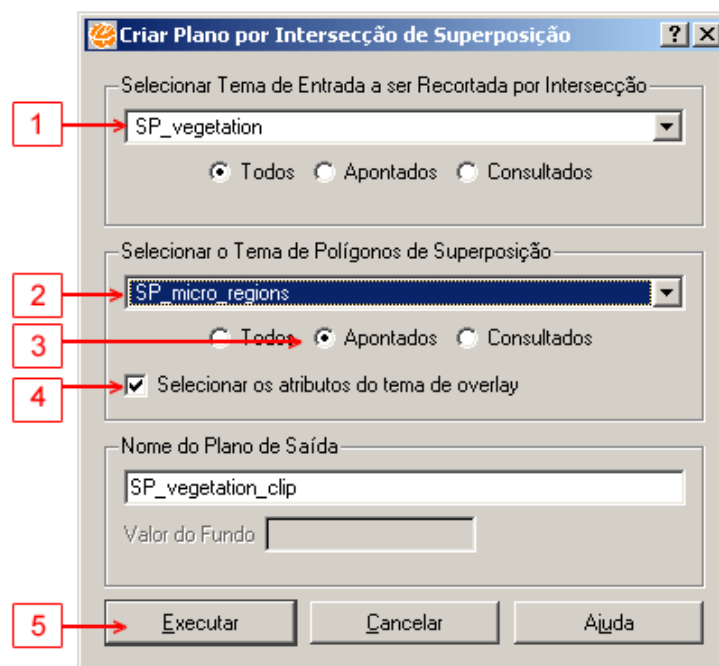 Criar Plano por Intersecção de Superposição
Selecionar Tema de Entrada a ser Recortada por Intersecção
1
SP_vegetation
Todos Apontados Consultados
Selecionar o Tema de Polígonos de Superposição
2
SP_micro_regions
3
Todos Apontados Consultados
4
Selecionar os atributos do tema de overlay
Nome do Plano de Saída
SP_vegetation_clip
Valor do Fundo
5
Executar Cancelar Ajuda